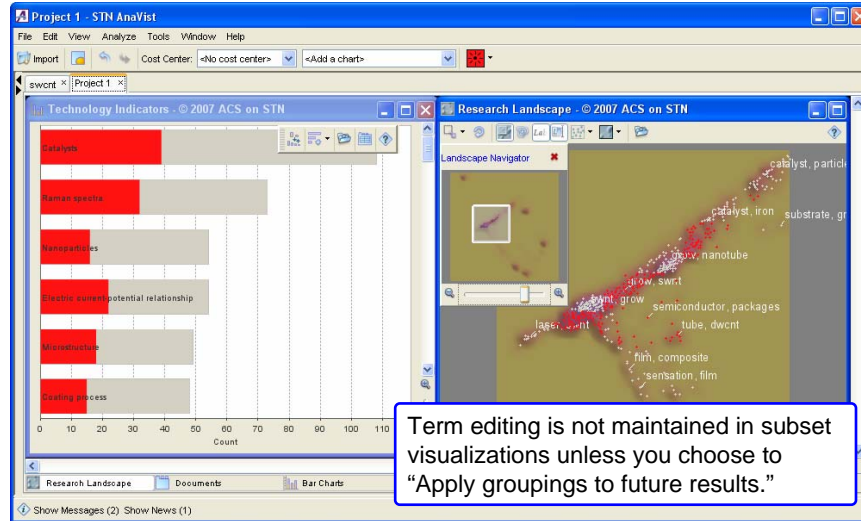 Project 1 - STN AnaVist
File Edit View Analyze Tools Window Help
Import Cost Center: <No cost center> <Add a chart>
swcnt × Project 1 ×
Technology Indicators - © 2007 ACS on STN
Catalysts
Raman spectra
Nanoparticles
Electric current-potential relationship
Microstructure
Coating process
0 10 20 30 40 50 60 70 80 90 100 110
Count
Research Landscape - © 2007 ACS on STN
Lal
Landscape Navigator
catalyst, particl
catalyst, iron
substrate, gr
grow, nanotube
grow, swnt
swnt, grow
semiconductor, packages
tube, dwcnt
film, composite
sensation, film
Term editing is not maintained in subset
visualizations unless you choose to
“Apply groupings to future results.”
Research Landscape Documents Bar Charts
Show Messages (2) Show News (1)